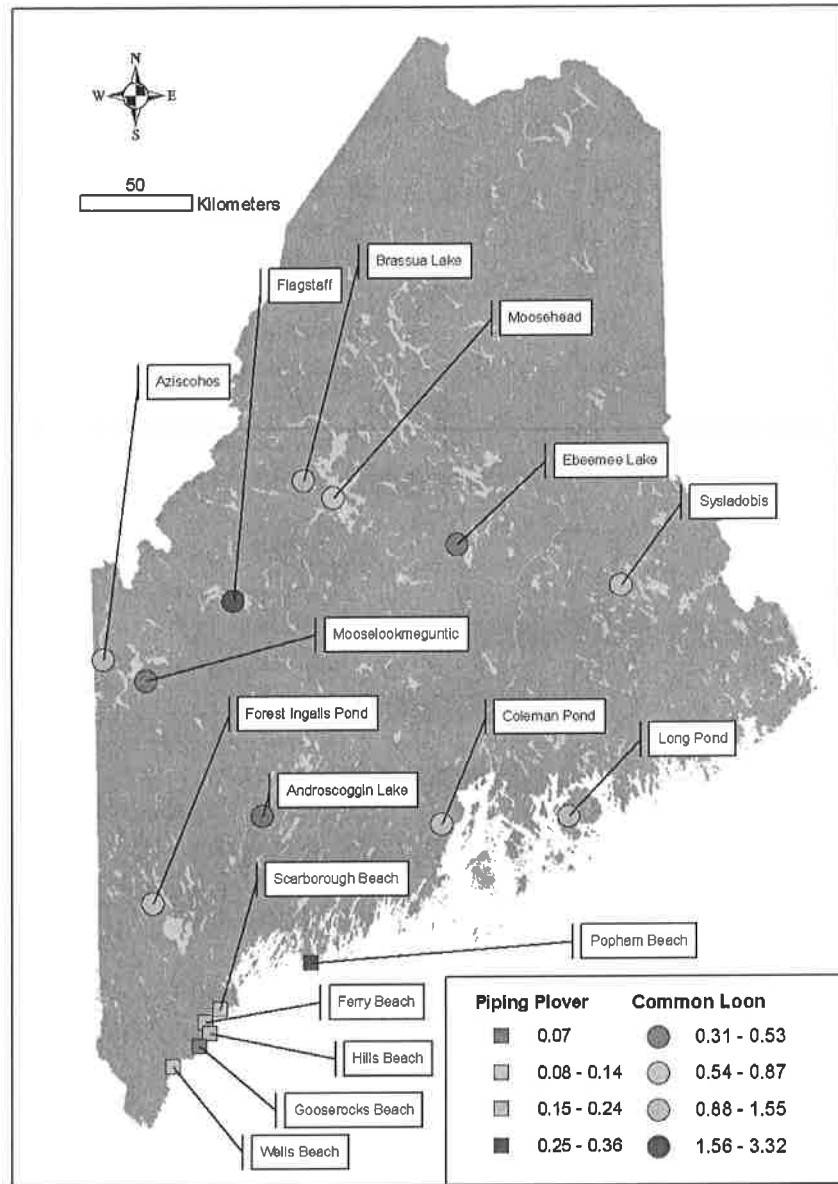 N
W E
S
50
Kilometers
Brassua Lake
Flagstaff
Moosehead
Aziscohos
Ebeemee Lake
Sysladobis
Mooselookmeguntic
Forest Ingalls Pond
Coleman Pond
Long Pond
Androscoggin Lake
Scarborough Beach
Popham Beach
Ferry Beach
Hills Beach
Gooserocks Beach
Wells Beach
Piping Plover Common Loon
0.07 0.31 - 0.53
0.08 - 0.14 0.54 - 0.87
0.15 - 0.24 0.88 - 1.55
0.25 - 0.36 1.56 - 3.32